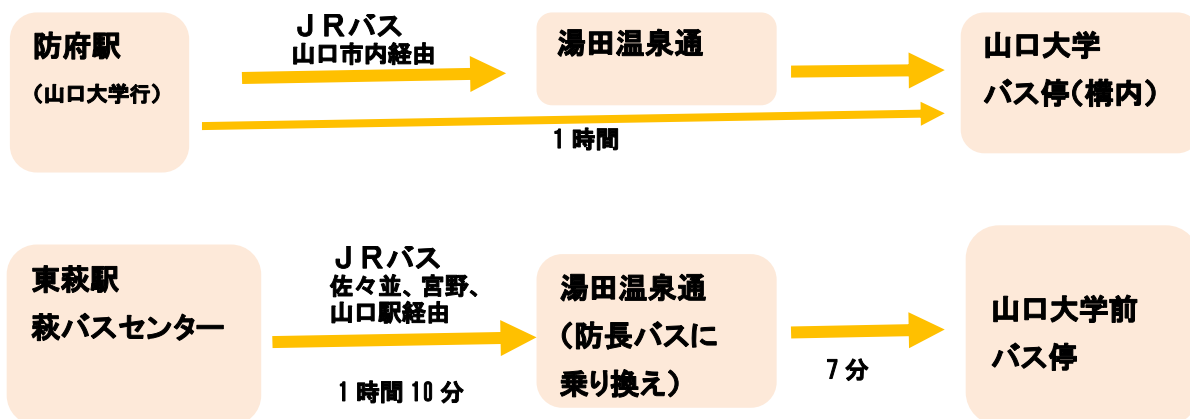 防府駅
（山口大学行）
ＪＲバス
山口市内経由
湯田温泉通
山口大学
バス停（構内）
１時間
東萩駅
萩バスセンター
ＪＲバス
佐々並、宮野、
山口駅経由
１時間 10 分
湯田温泉通
（防長バスに
乗り換え）
７分
山口大学前
バス停